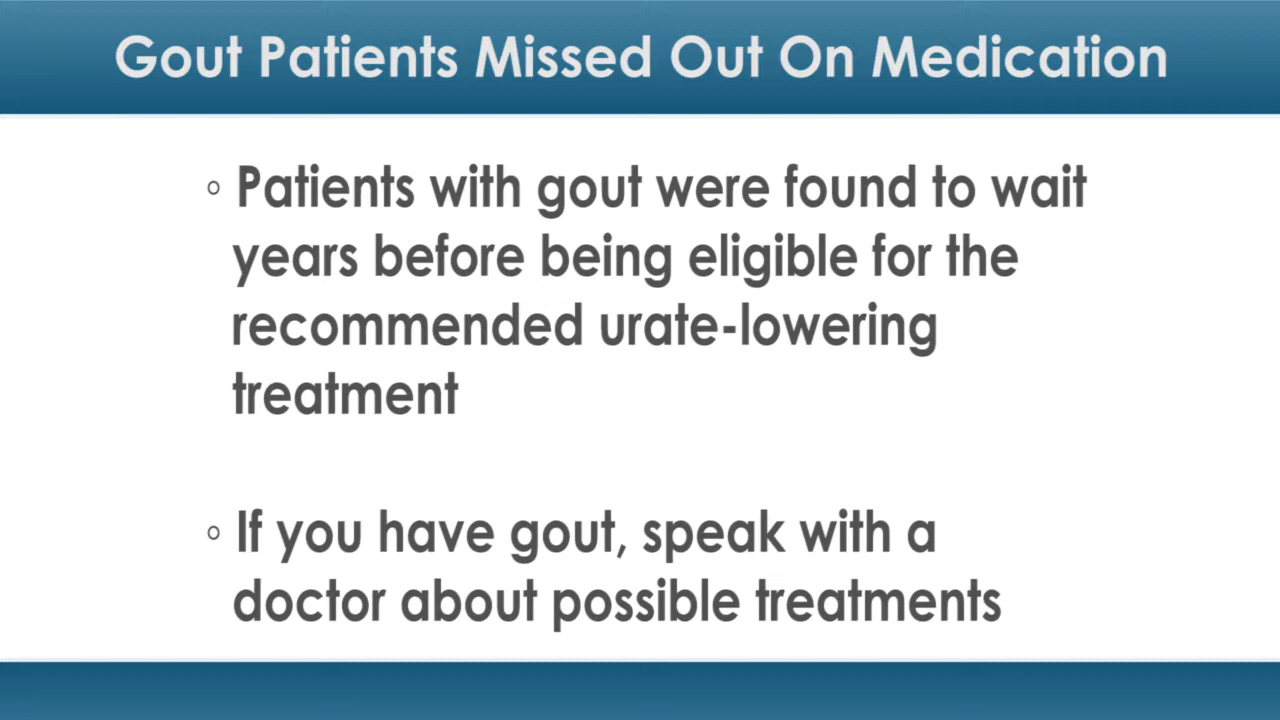 Gout Patients Missed Out On Medication
◦ Patients with gout were found to wait
years before being eligible for the
recommended urate-lowering
treatment
◦ If you have gout, speak with a
doctor about possible treatments